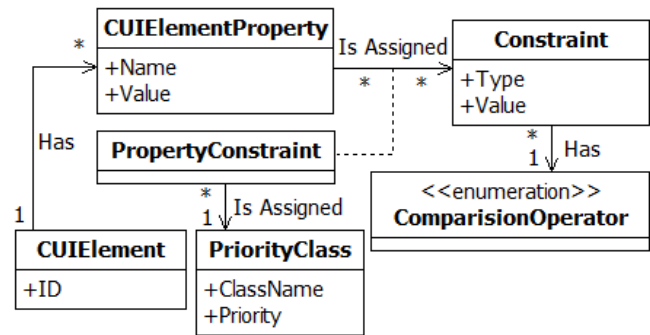 CUIElementProperty
+Name
+Value
*
Is Assigned
*
*
Constraint
+Type
+Value
Has
PropertyConstraint
*
1
Has
*
1
Is Assigned
<<enumeration>>
ComparisionOperator
1
CUIElement
+ID
PriorityClass
+ClassName
+Priority